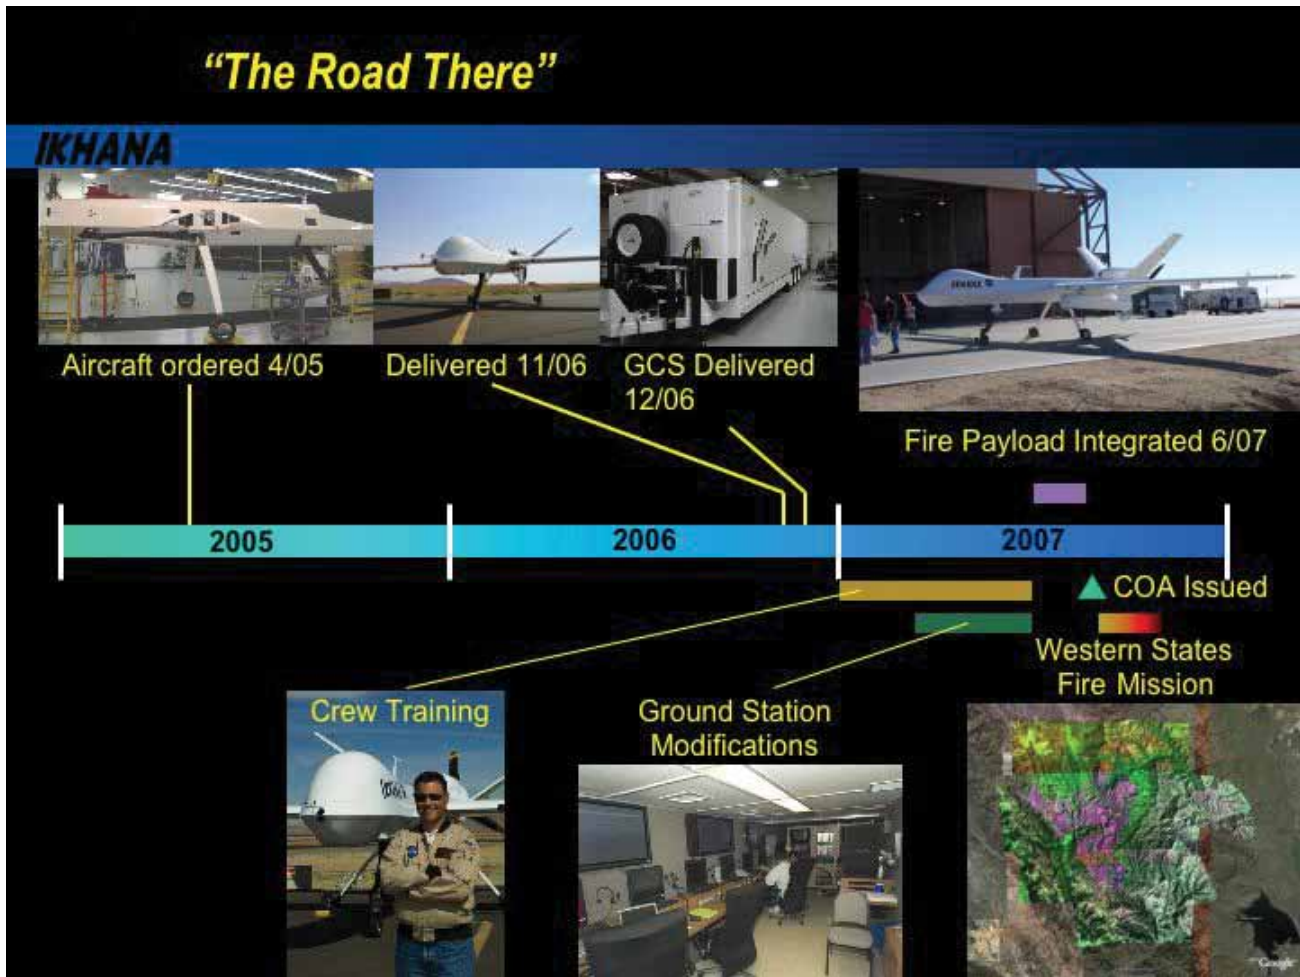 “The Road There”
IKHANA
Aircraft ordered 4/05
Delivered 11/06
GCS Delivered
12/06
Fire Payload Integrated 6/07
2005
2006
2007
COA Issued
Western States
Fire Mission
Crew Training
Ground Station
Modifications
Google